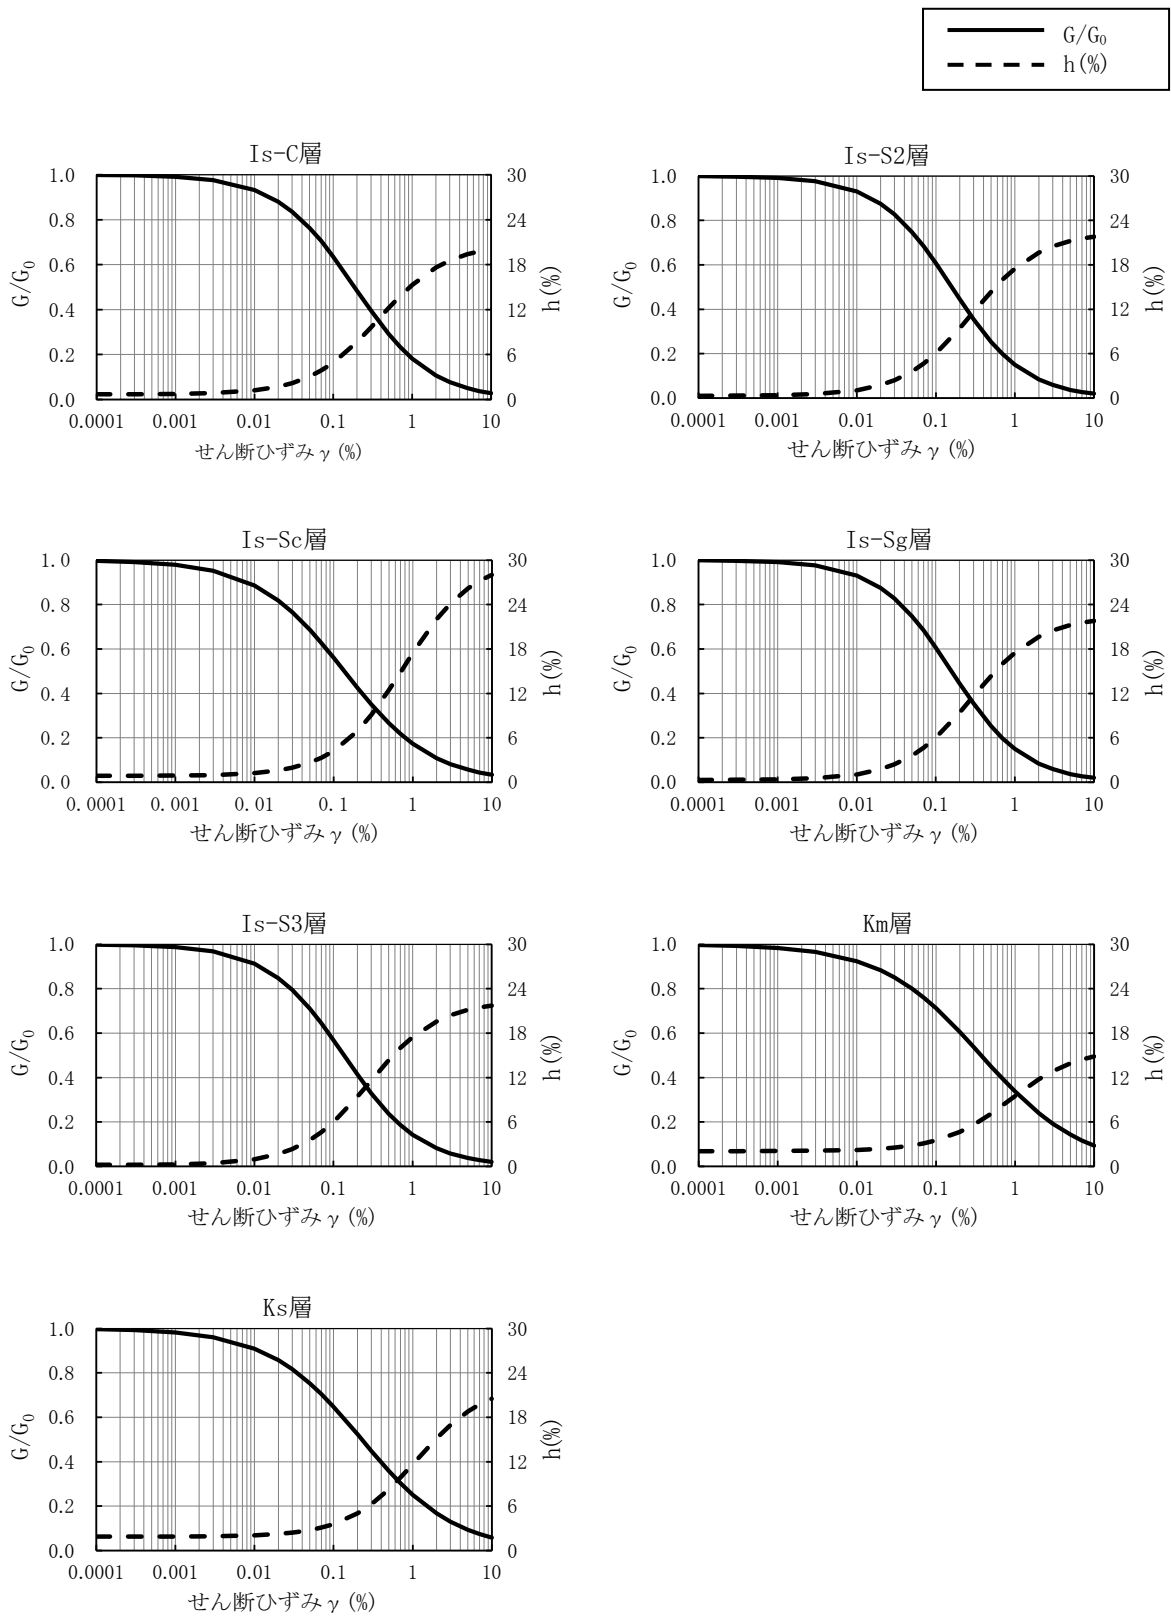 G/G₀
h(%)
Is-C層 Is-S2層
1.0 30 1.0 30
0.8 24 0.8 24
0.6 18 0.6 18
G/G₀ h(%) G/G₀ h(%)
0.4 12 0.4 12
0.2 6 0.2 6
0.0 0 0.0 0
0.0001 0.001 0.01 0.1 1 10 0.0001 0.001 0.01 0.1 1 10
せん断ひずみγ(%) せん断ひずみγ(%)
Is-Sc層 Is-Sg層
1.0 30 1.0 30
0.8 24 0.8 24
0.6 18 0.6 18
G/G₀ h(%) G/G₀ h(%)
0.4 12 0.4 12
0.2 6 0.2 6
0.0 0 0.0 0
0.0001 0.001 0.01 0.1 1 10 0.0001 0.001 0.01 0.1 1 10
せん断ひずみγ(%) せん断ひずみγ(%)
Is-S3層 Km層
1.0 30 1.0 30
0.8 24 0.8 24
0.6 18 0.6 18
G/G₀ h(%) G/G₀ h(%)
0.4 12 0.4 12
0.2 6 0.2 6
0.0 0 0.0 0
0.0001 0.001 0.01 0.1 1 10 0.0001 0.001 0.01 0.1 1 10
せん断ひずみγ(%) せん断ひずみγ(%)
Ks層
1.0 30
0.8 24
0.6 18
G/G₀ h(%)
0.4 12
0.2 6
0.0 0
0.0001 0.001 0.01 0.1 1 10
せん断ひずみγ(%)